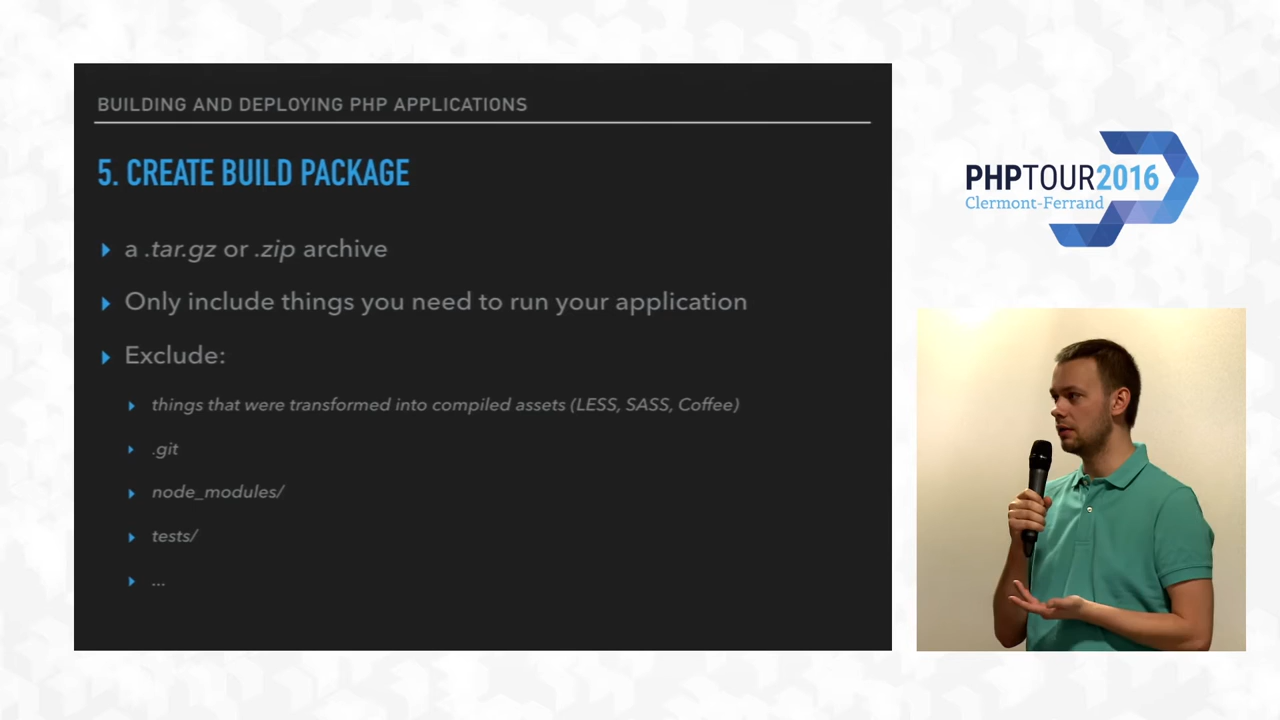 BUILDING AND DEPLOYING PHP APPLICATIONS
5. CREATE BUILD PACKAGE
a .tar.gz or .zip archive
Only include things you need to run your application
Exclude:
things that were transformed into compiled assets (LESS, SASS, Coffee)
.git
node_modules/
tests/
...
PHPTOUR2016
Clermont-Ferrand